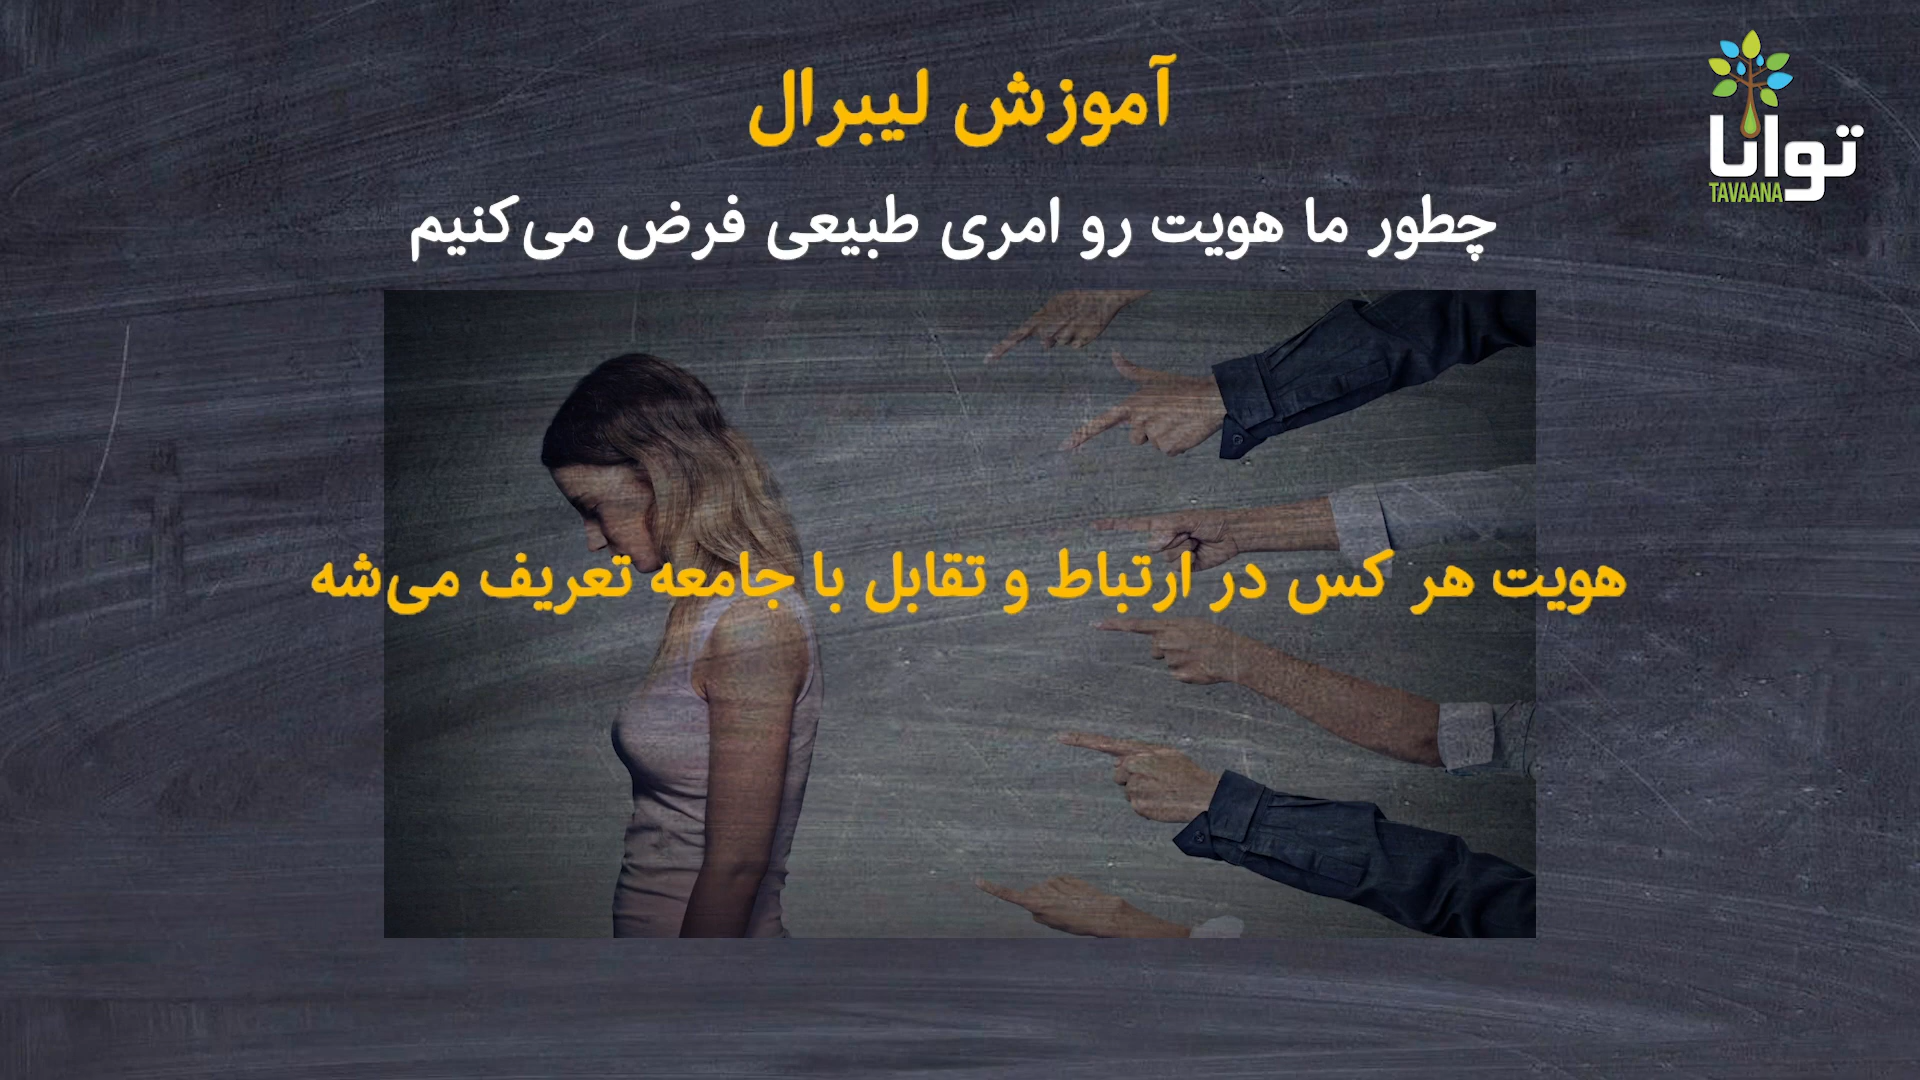 آموزش لیبرال
توانا
TAVAANA
چطور ما هویت رو امری طبیعی فرض می‌کنیم
هویت هر کس در ارتباط و تقابل با جامعه تعریف می‌شه